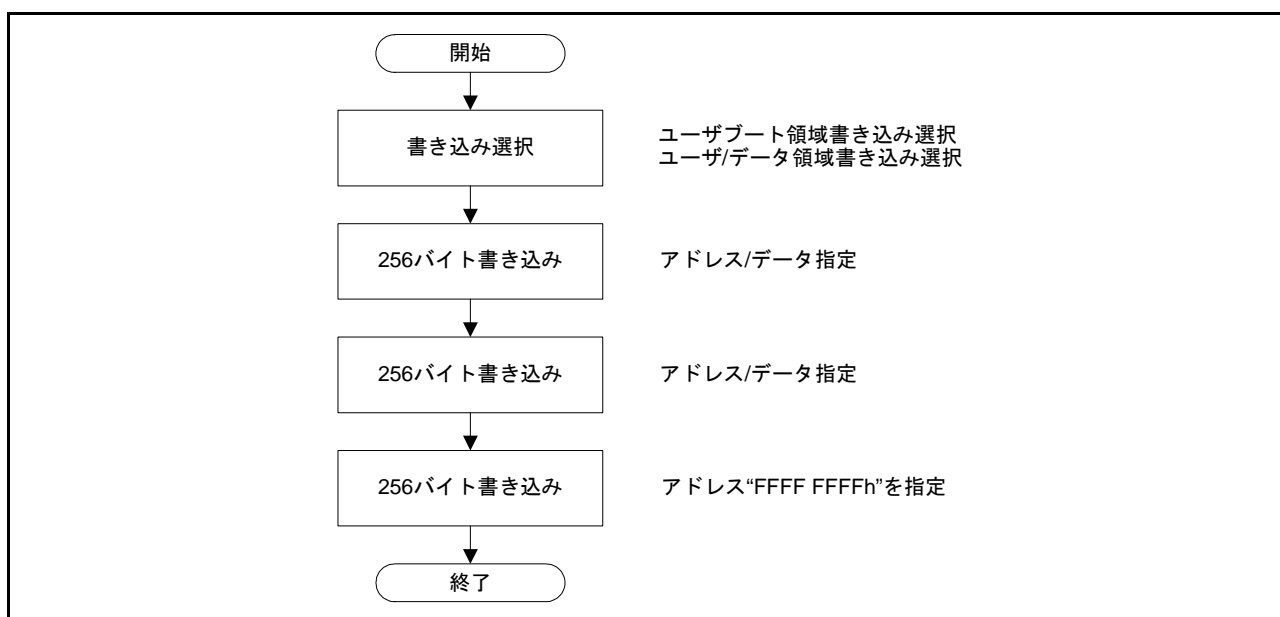 開始
書き込み選択
ユーザブート領域書き込み選択
ユーザ/データ領域書き込み選択
256バイト書き込み
アドレス/データ指定
256バイト書き込み
アドレス/データ指定
256バイト書き込み
アドレス“FFFF FFFFh”を指定
終了